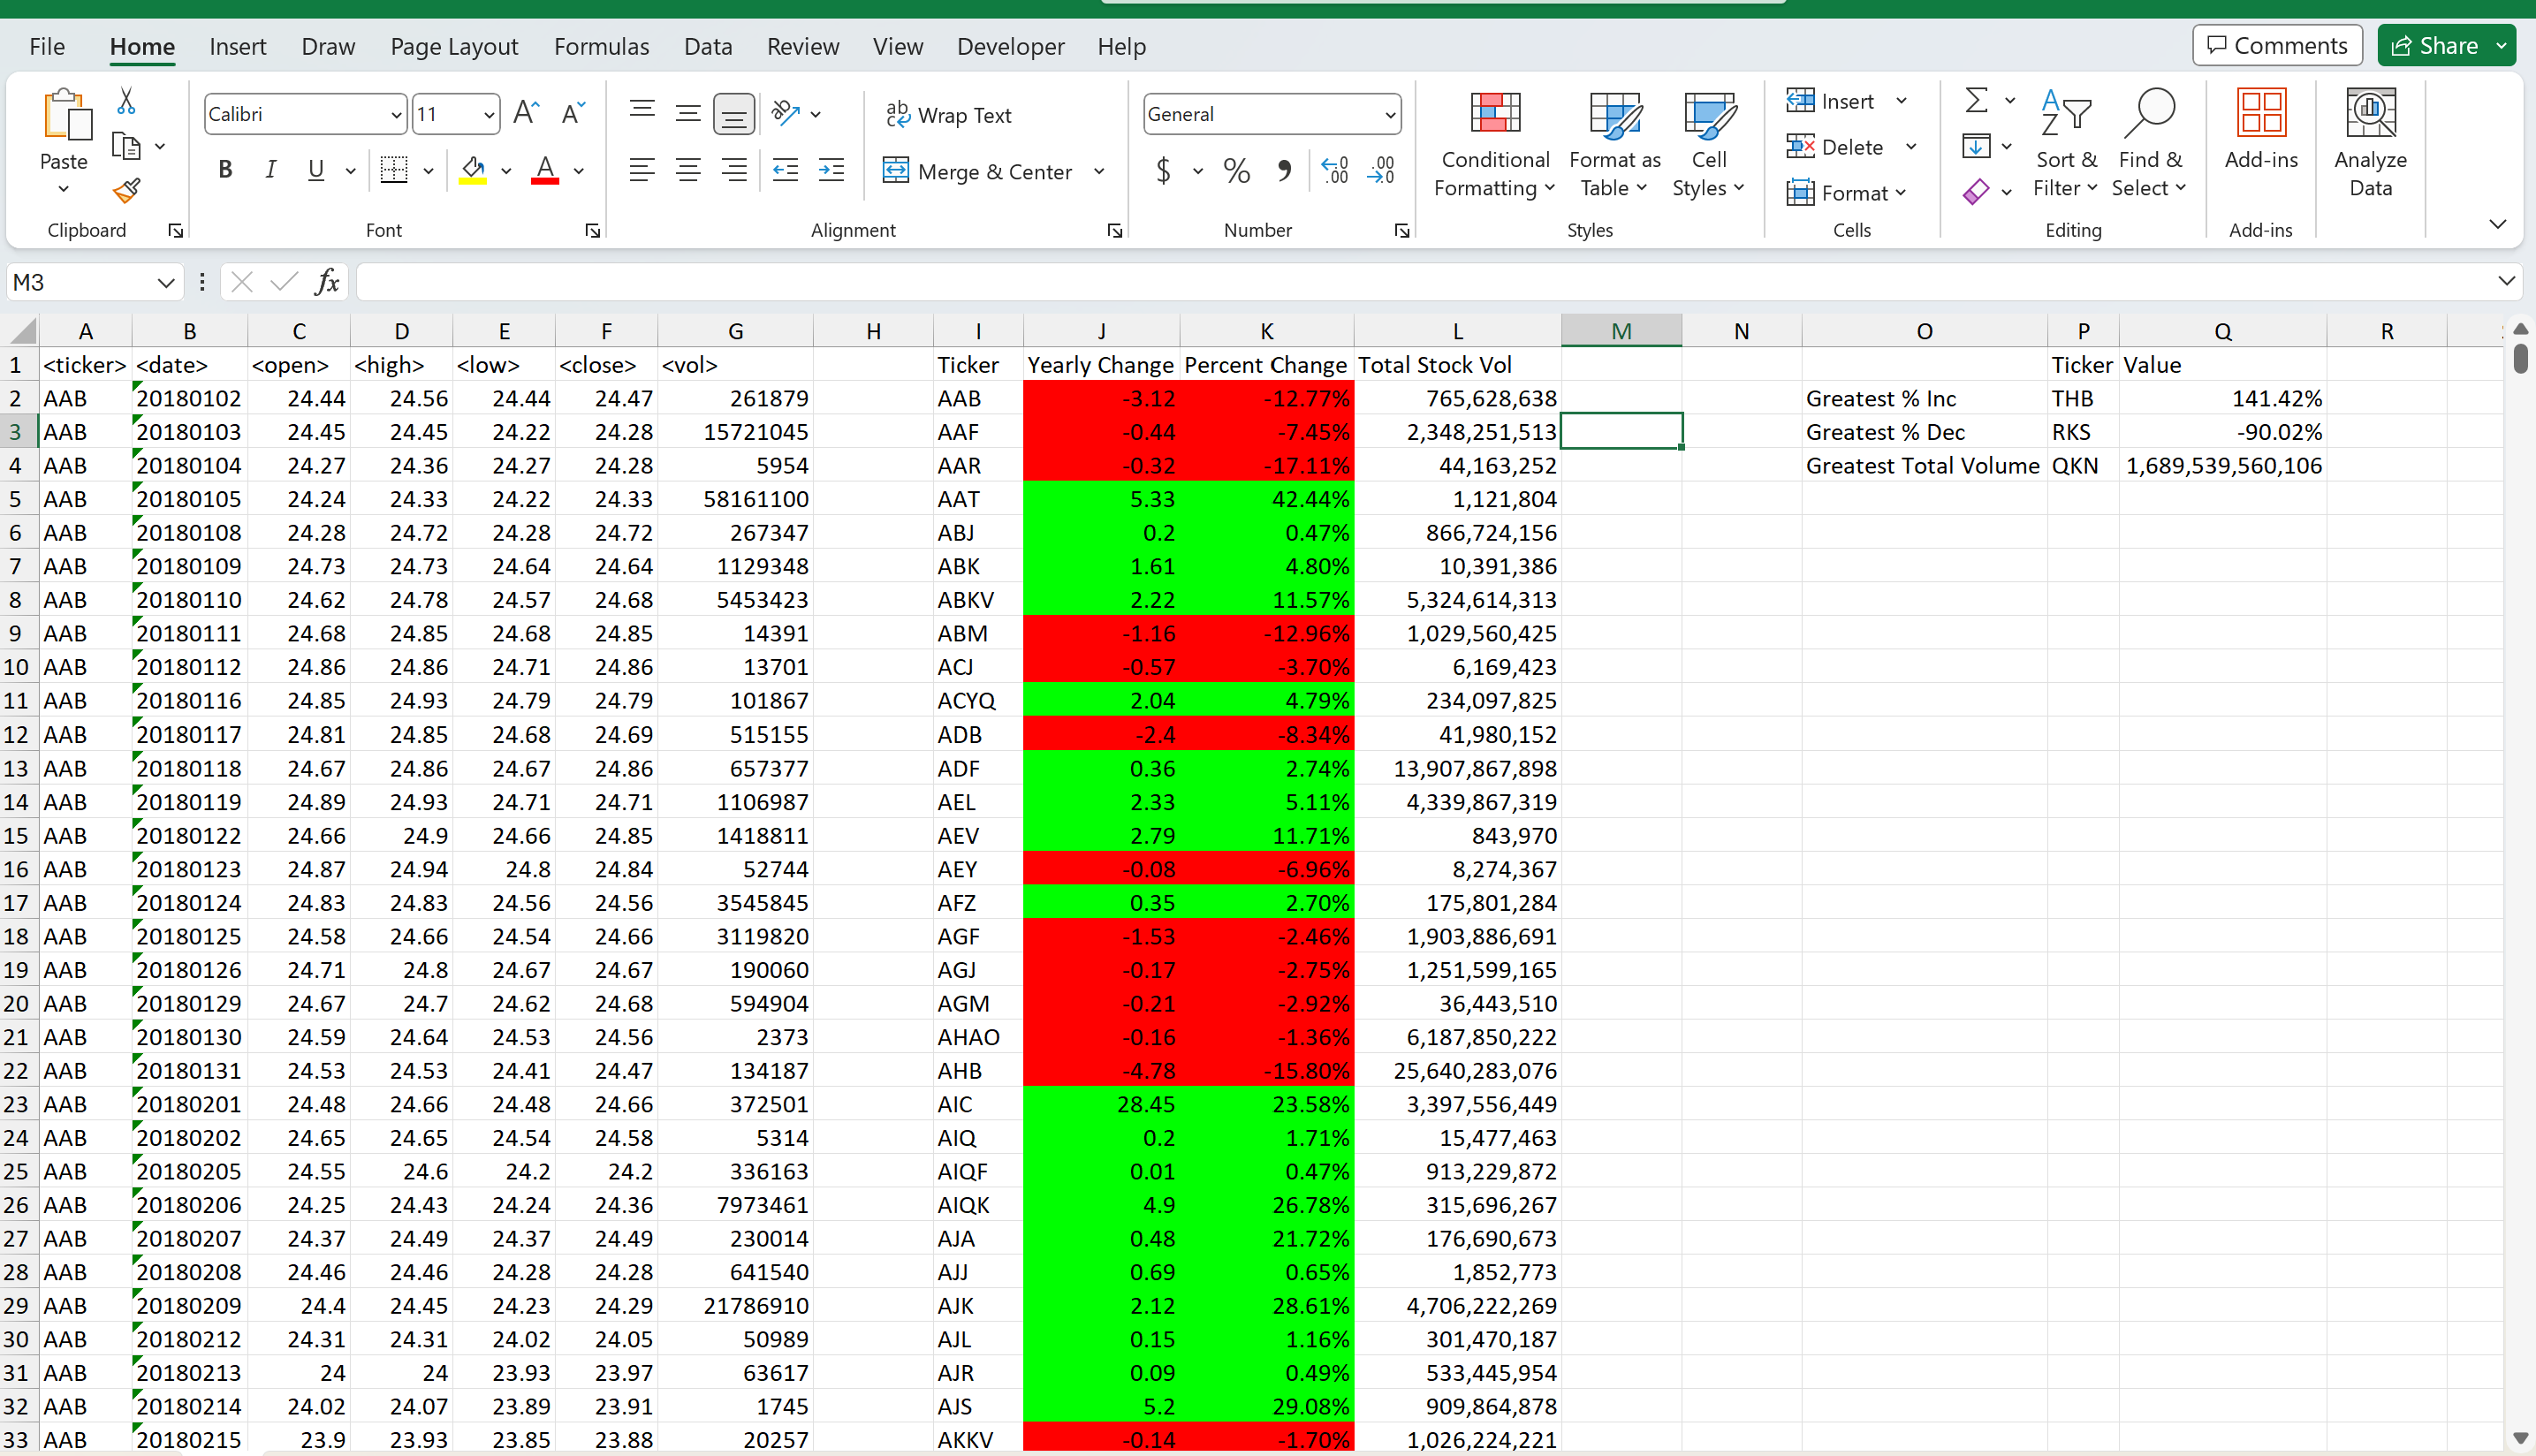 File Home Insert Draw Page Layout Formulas Data Review View Developer Help Comments Share
Calibri 11 Wrap Text General Insert
Paste Conditional Formatting Format as Table Cell Styles Delete Sort & Filter Find & Select Add-ins Analyze Data
B I U Merge & Center $ % Format
Clipboard Font Alignment Number Styles Cells Editing Add-ins
M3 fx
A B C D E F G H I J K L M N O P Q R
1 <ticker> <date> <open> <high> <low> <close> <vol> Ticker Yearly Change Percent Change Total Stock Vol Ticker Value
2 AAB 20180102 24.44 24.56 24.44 24.47 261879 AAB -3.12 -12.77% 765,628,638 Greatest % Inc THB 141.42%
3 AAB 20180103 24.45 24.45 24.22 24.28 15721045 AAF -0.44 -7.45% 2,348,251,513 Greatest % Dec RKS -90.02%
4 AAB 20180104 24.27 24.36 24.27 24.28 5954 AAR -0.32 -17.11% 44,163,252 Greatest Total Volume QKN 1,689,539,560,106
5 AAB 20180105 24.24 24.33 24.22 24.33 58161100 AAT 5.33 42.44% 1,121,804
6 AAB 20180108 24.28 24.72 24.28 24.72 267347 ABJ 0.2 0.47% 866,724,156
7 AAB 20180109 24.73 24.73 24.64 24.64 1129348 ABK 1.61 4.80% 10,391,386
8 AAB 20180110 24.62 24.78 24.57 24.68 5453423 ABKV 2.22 11.57% 5,324,614,313
9 AAB 20180111 24.68 24.85 24.68 24.85 14391 ABM -1.16 -12.96% 1,029,560,425
10 AAB 20180112 24.86 24.86 24.71 24.86 13701 ACJ -0.57 -3.70% 6,169,423
11 AAB 20180116 24.85 24.93 24.79 24.79 101867 ACYQ 2.04 4.79% 234,097,825
12 AAB 20180117 24.81 24.85 24.68 24.69 515155 ADB -2.4 -8.34% 41,980,152
13 AAB 20180118 24.67 24.86 24.67 24.86 657377 ADF 0.36 2.74% 13,907,867,898
14 AAB 20180119 24.89 24.93 24.71 24.71 1106987 AEL 2.33 5.11% 4,339,867,319
15 AAB 20180122 24.66 24.9 24.66 24.85 1418811 AEV 2.79 11.71% 843,970
16 AAB 20180123 24.87 24.94 24.8 24.84 52744 AEY -0.08 -6.96% 8,274,367
17 AAB 20180124 24.83 24.83 24.56 24.56 3545845 AFZ 0.35 2.70% 175,801,284
18 AAB 20180125 24.58 24.66 24.54 24.66 3119820 AGF -1.53 -2.46% 1,903,886,691
19 AAB 20180126 24.71 24.8 24.67 24.67 190060 AGJ -0.17 -2.75% 1,251,599,165
20 AAB 20180129 24.67 24.7 24.62 24.68 594904 AGM -0.21 -2.92% 36,443,510
21 AAB 20180130 24.59 24.64 24.53 24.56 2373 AHAO -0.16 -1.36% 6,187,850,222
22 AAB 20180131 24.53 24.53 24.41 24.47 134187 AHB -4.78 -15.80% 25,640,283,076
23 AAB 20180201 24.48 24.66 24.48 24.66 372501 AIC 28.45 23.58% 3,397,556,449
24 AAB 20180202 24.65 24.65 24.54 24.58 5314 AIQ 0.2 1.71% 15,477,463
25 AAB 20180205 24.55 24.6 24.2 24.2 336163 AIQF 0.01 0.47% 913,229,872
26 AAB 20180206 24.25 24.43 24.24 24.36 7973461 AIQK 4.9 26.78% 315,696,267
27 AAB 20180207 24.37 24.49 24.37 24.49 230014 AJA 0.48 21.72% 176,690,673
28 AAB 20180208 24.46 24.46 24.28 24.28 641540 AJJ 0.69 0.65% 1,852,773
29 AAB 20180209 24.4 24.45 24.23 24.29 21786910 AJK 2.12 28.61% 4,706,222,269
30 AAB 20180212 24.31 24.31 24.02 24.05 50989 AJL 0.15 1.16% 301,470,187
31 AAB 20180213 24 24 23.93 23.97 63617 AJR 0.09 0.49% 533,445,954
32 AAB 20180214 24.02 24.07 23.89 23.91 1745 AJS 5.2 29.08% 909,864,878
33 AAB 20180215 23.9 23.93 23.85 23.88 20257 AKKV -0.14 -1.70% 1,026,224,221